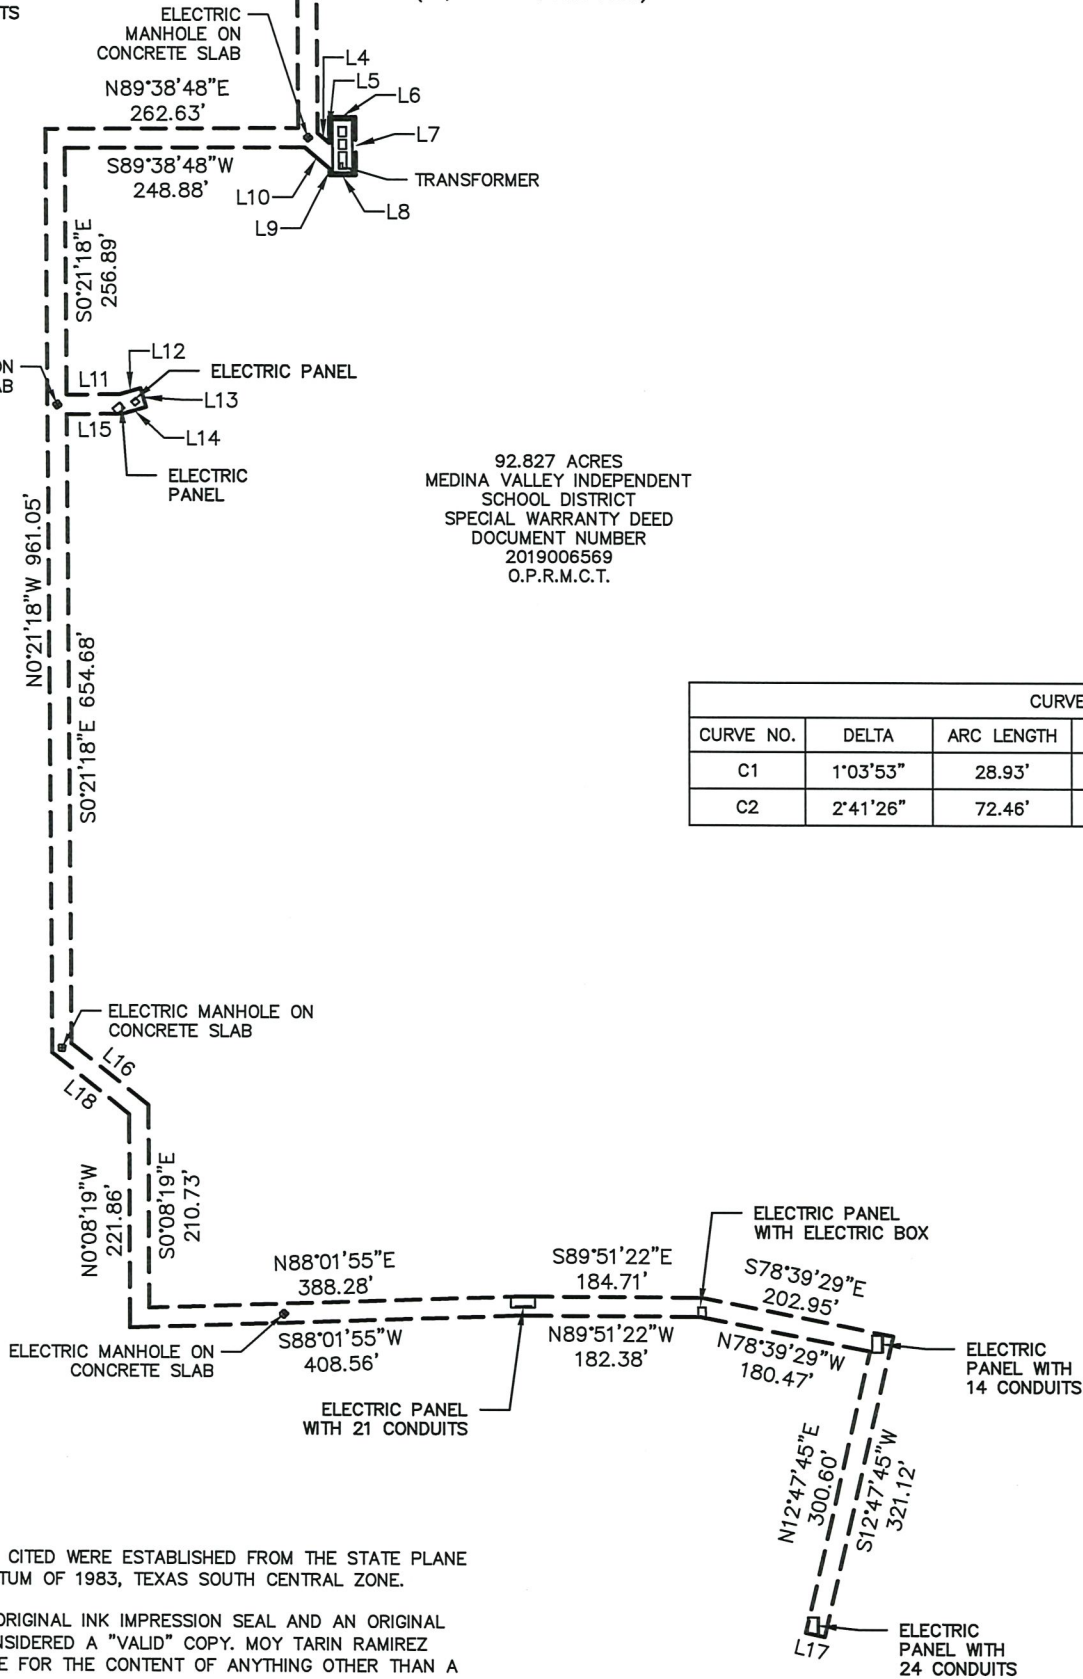 TS
ELECTRIC
MANHOLE ON
CONCRETE SLAB
L4
L5
L6
L7
N89°38'48"E
262.63'
S89°38'48"W
248.88'
TRANSFORMER
L10
L8
L9
S0°21'18"E
256.89'
ON
AB
L12
L11
ELECTRIC PANEL
L13
L15
L14
ELECTRIC
PANEL
92.827 ACRES
MEDINA VALLEY INDEPENDENT
SCHOOL DISTRICT
SPECIAL WARRANTY DEED
DOCUMENT NUMBER
2019006569
O.P.R.M.C.T.
N0°21'18"W 961.05'
S0°21'18"E 654.68'
CURVE
CURVE NO. DELTA ARC LENGTH
C1 1°03'53" 28.93'
C2 2°41'26" 72.46'
ELECTRIC MANHOLE ON
CONCRETE SLAB
L16
L18
N0°08'19"W
221.86'
S0°08'19"E
210.73'
N88°01'55"E
388.28'
S88°01'55"W
408.56'
ELECTRIC MANHOLE ON
CONCRETE SLAB
S89°51'22"E
184.71'
N89°51'22"W
182.38'
ELECTRIC PANEL
WITH 21 CONDUITS
ELECTRIC PANEL
WITH ELECTRIC BOX
S78°39'29"E
202.95'
N78°39'29"W
180.47'
ELECTRIC
PANEL WITH
14 CONDUITS
N12°47'45"E
300.60'
S12°47'45"W
321.12'
L17
ELECTRIC
PANEL WITH
24 CONDUITS
CITED WERE ESTABLISHED FROM THE STATE PLANE
TUM OF 1983, TEXAS SOUTH CENTRAL ZONE.
ORIGINAL INK IMPRESSION SEAL AND AN ORIGINAL
NSIDERED A "VALID" COPY. MOY TARIN RAMIREZ
E FOR THE CONTENT OF ANYTHING OTHER THAN A